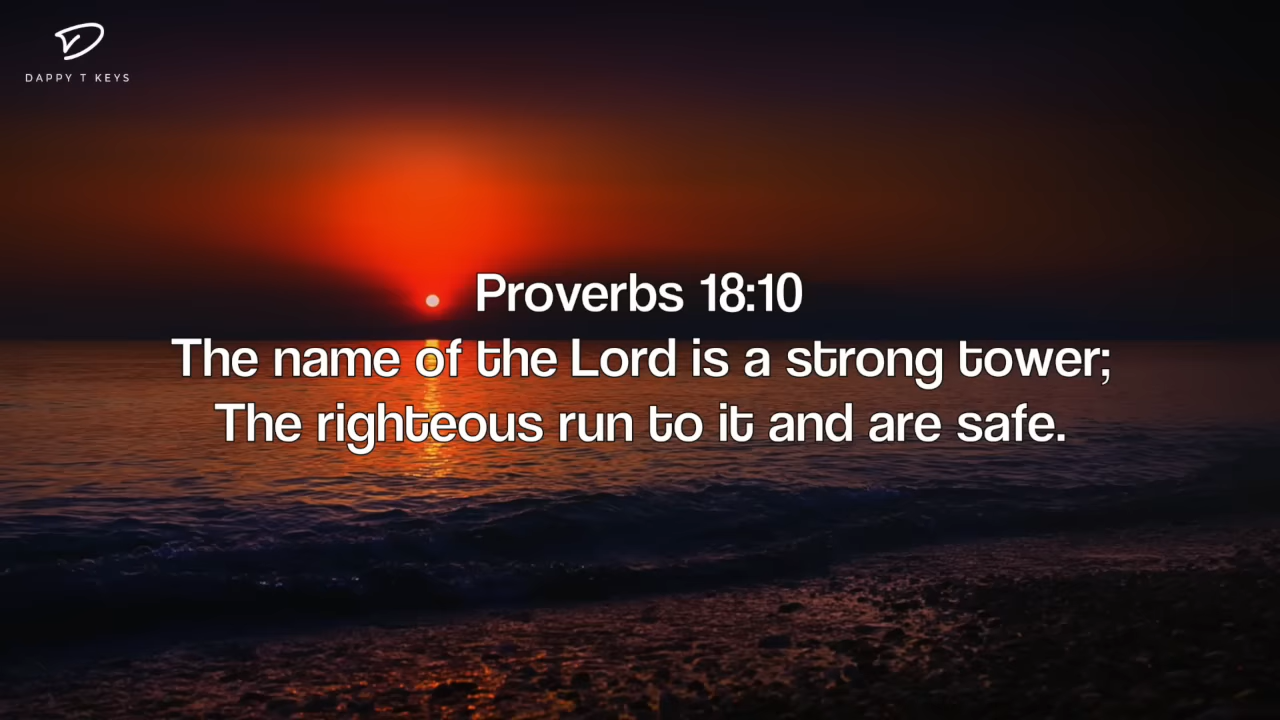 DAPPY T KEYS
Proverbs 18:10
The name of the Lord is a strong tower;
The righteous run to it and are safe.